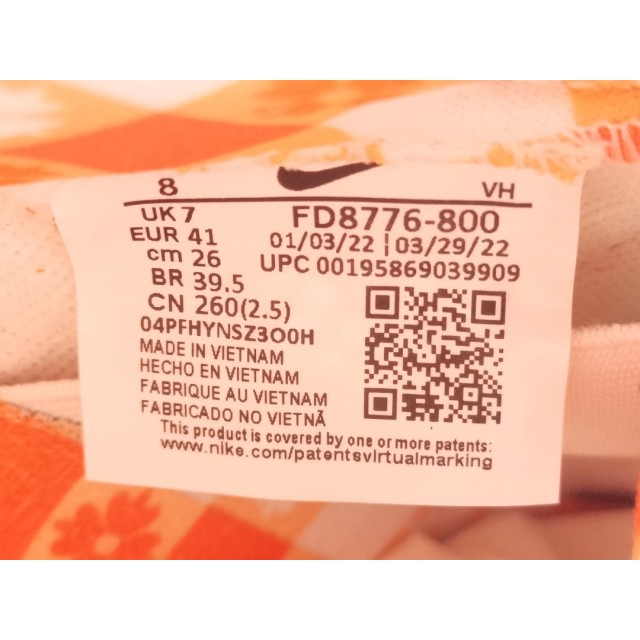 8 VH
UK 7
EUR 41
cm 26
BR 39.5
CN 260(2.5)
04PFHYNSZ3O0H
MADE IN VIETNAM
HECHO EN VIETNAM
FABRIQUE AU VIETNAM
FABRICADO NO VIETNÃ
FD8776-800
01/03/22 | 03/29/22
UPC 00195869039909
This product is covered by one or more patents:
www.nike.com/patentsvirtualmarking